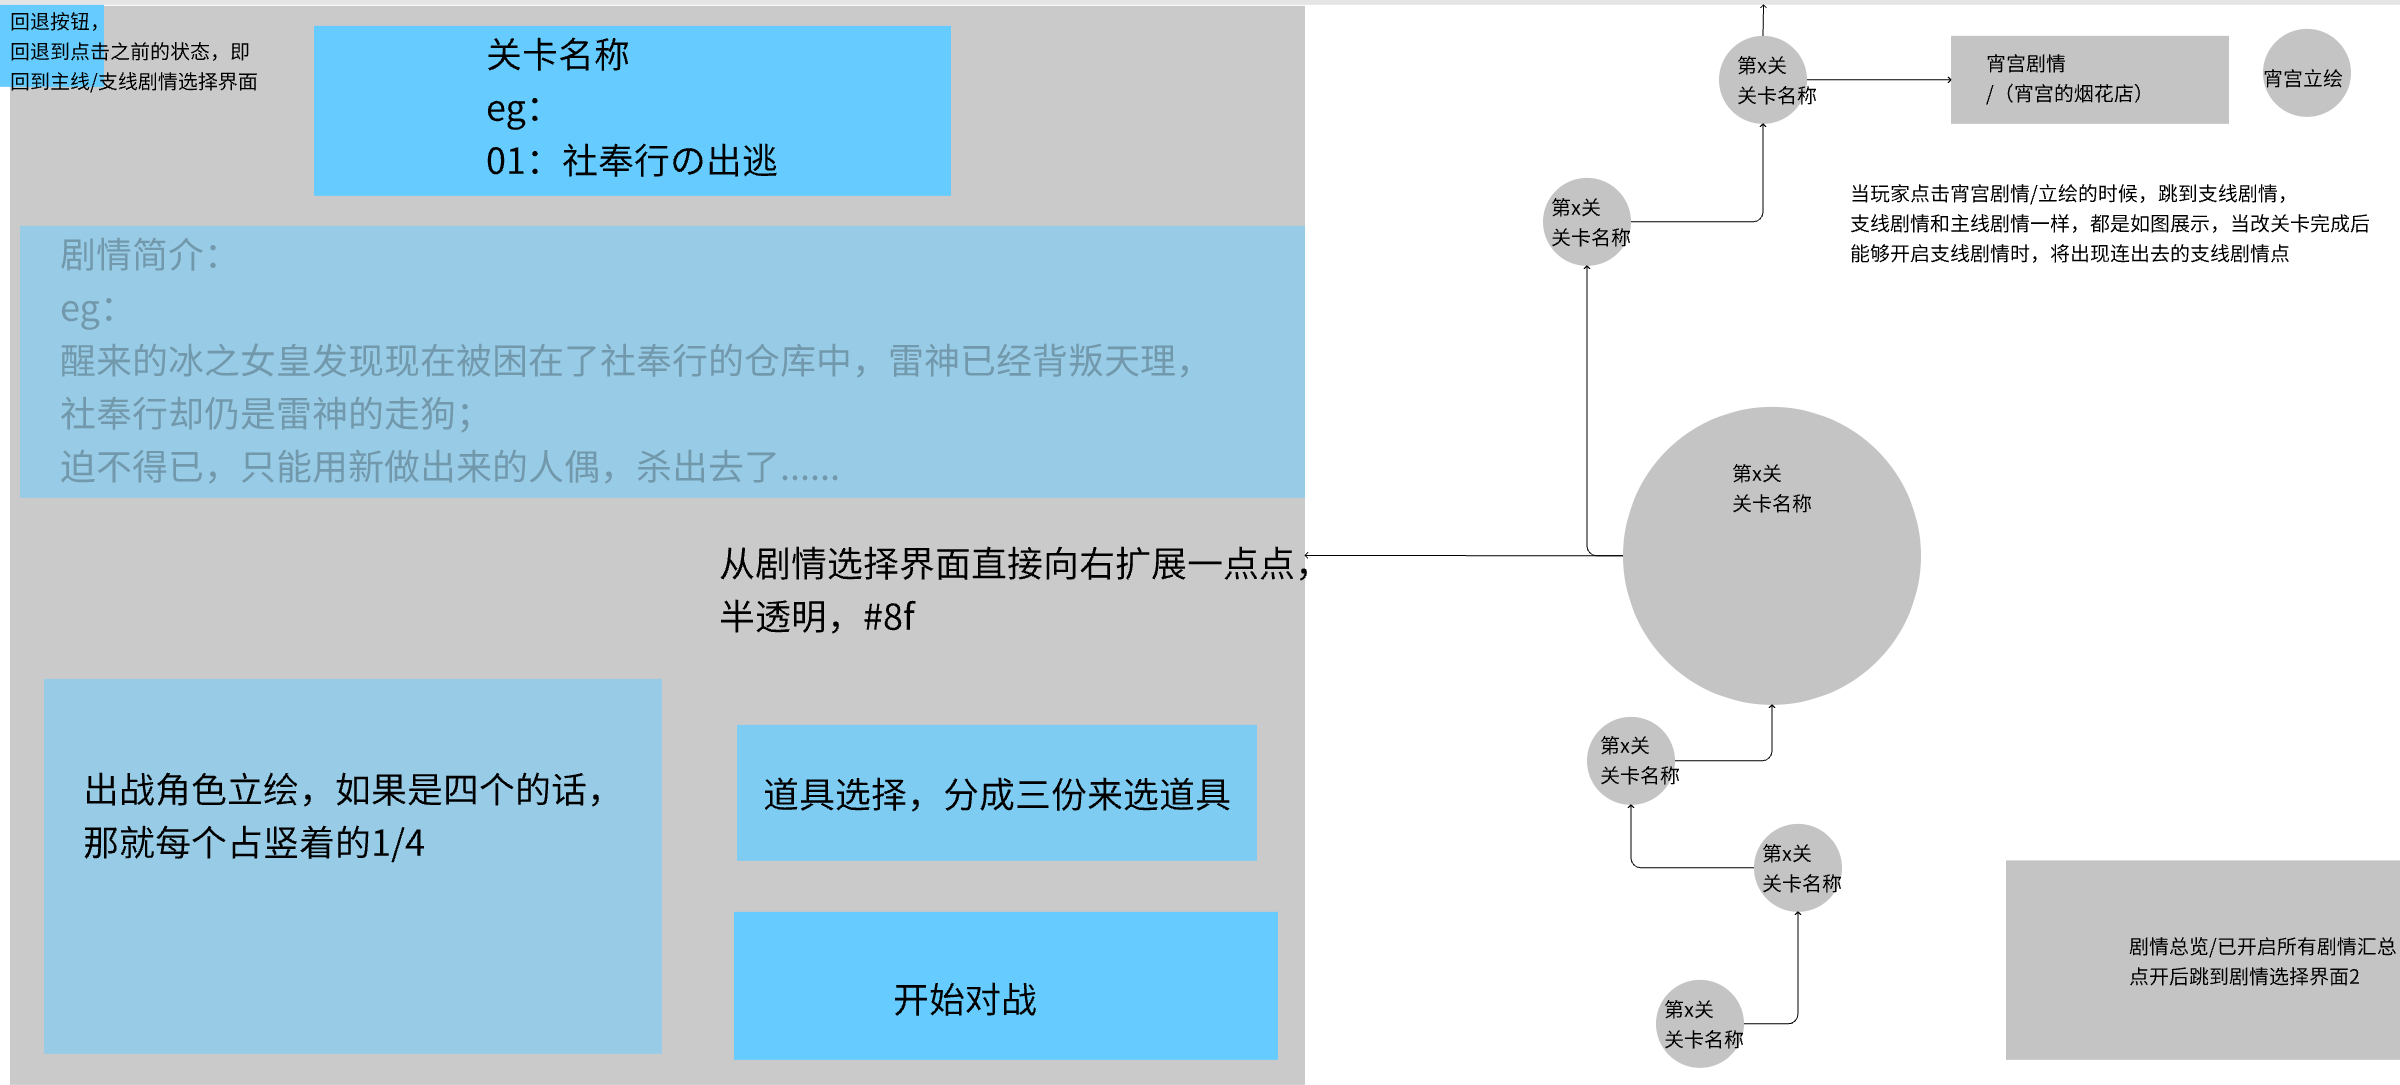 回退按钮，
回退到点击之前的状态，即
回到主线/支线剧情选择界面
关卡名称
eg：
01：社奉行の出逃
剧情简介：
eg：
醒来的冰之女皇发现现在被困在了社奉行的仓库中，雷神已经背叛天理，
社奉行却仍是雷神的走狗；
迫不得已，只能用新做出来的人偶，杀出去了......
从剧情选择界面直接向右扩展一点点，
半透明，#8f
出战角色立绘，如果是四个的话，
那就每个占竖着的1/4
道具选择，分成三份来选道具
开始对战
第x关
关卡名称
宵宫剧情
/（宵宫的烟花店）
宵宫立绘
当玩家点击宵宫剧情/立绘的时候，跳到支线剧情，
支线剧情和主线剧情一样，都是如图展示，当改关卡完成后
能够开启支线剧情时，将出现连出去的支线剧情点
第x关
关卡名称
第x关
关卡名称
第x关
关卡名称
第x关
关卡名称
第x关
关卡名称
剧情总览/已开启所有剧情汇总
点开后跳到剧情选择界面2